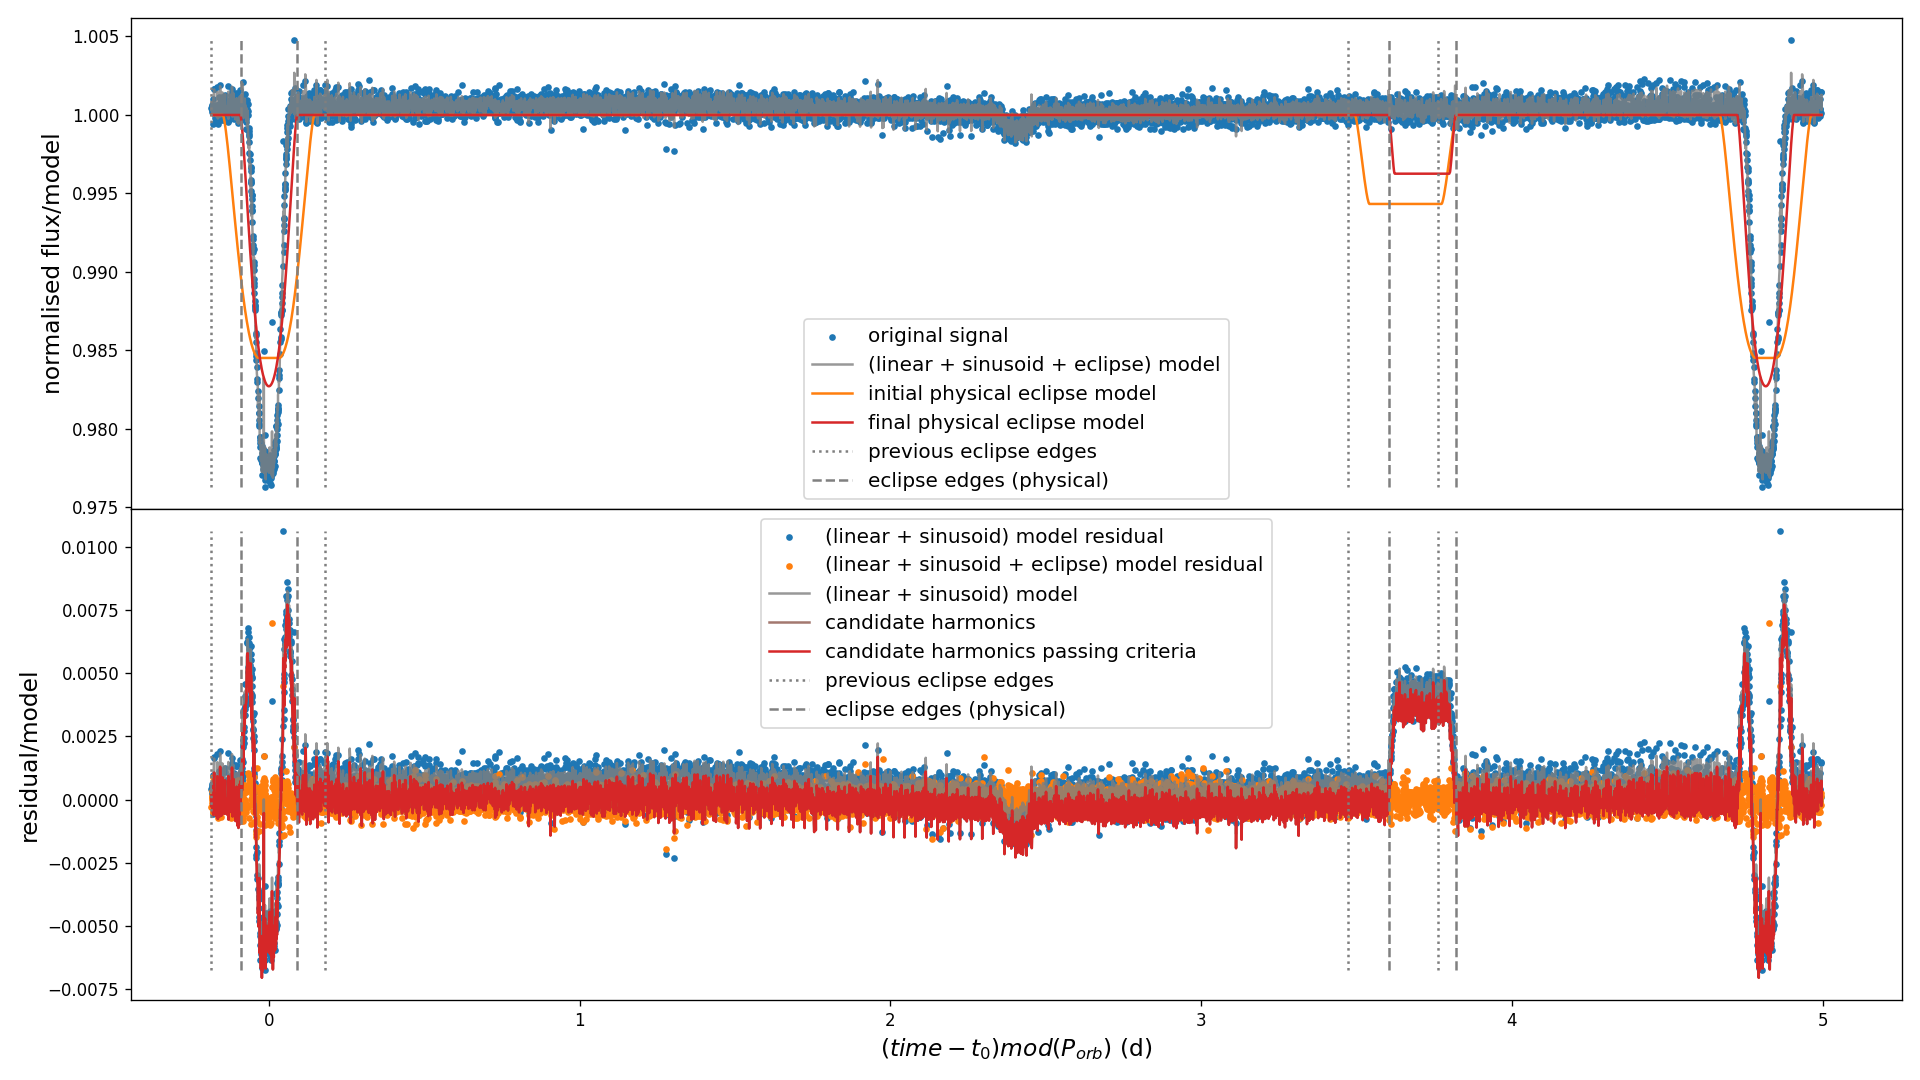 1.005
1.000
0.995
0.990
0.985
0.980
0.975
normalised flux/model
original signal
(linear + sinusoid + eclipse) model
initial physical eclipse model
final physical eclipse model
previous eclipse edges
eclipse edges (physical)
0.0100
0.0075
0.0050
0.0025
0.0000
−0.0025
−0.0050
−0.0075
residual/model
(linear + sinusoid) model residual
(linear + sinusoid + eclipse) model residual
(linear + sinusoid) model
candidate harmonics
candidate harmonics passing criteria
previous eclipse edges
eclipse edges (physical)
0 1 2 3 4 5
(time − t₀)mod(Pₒᵣb) (d)